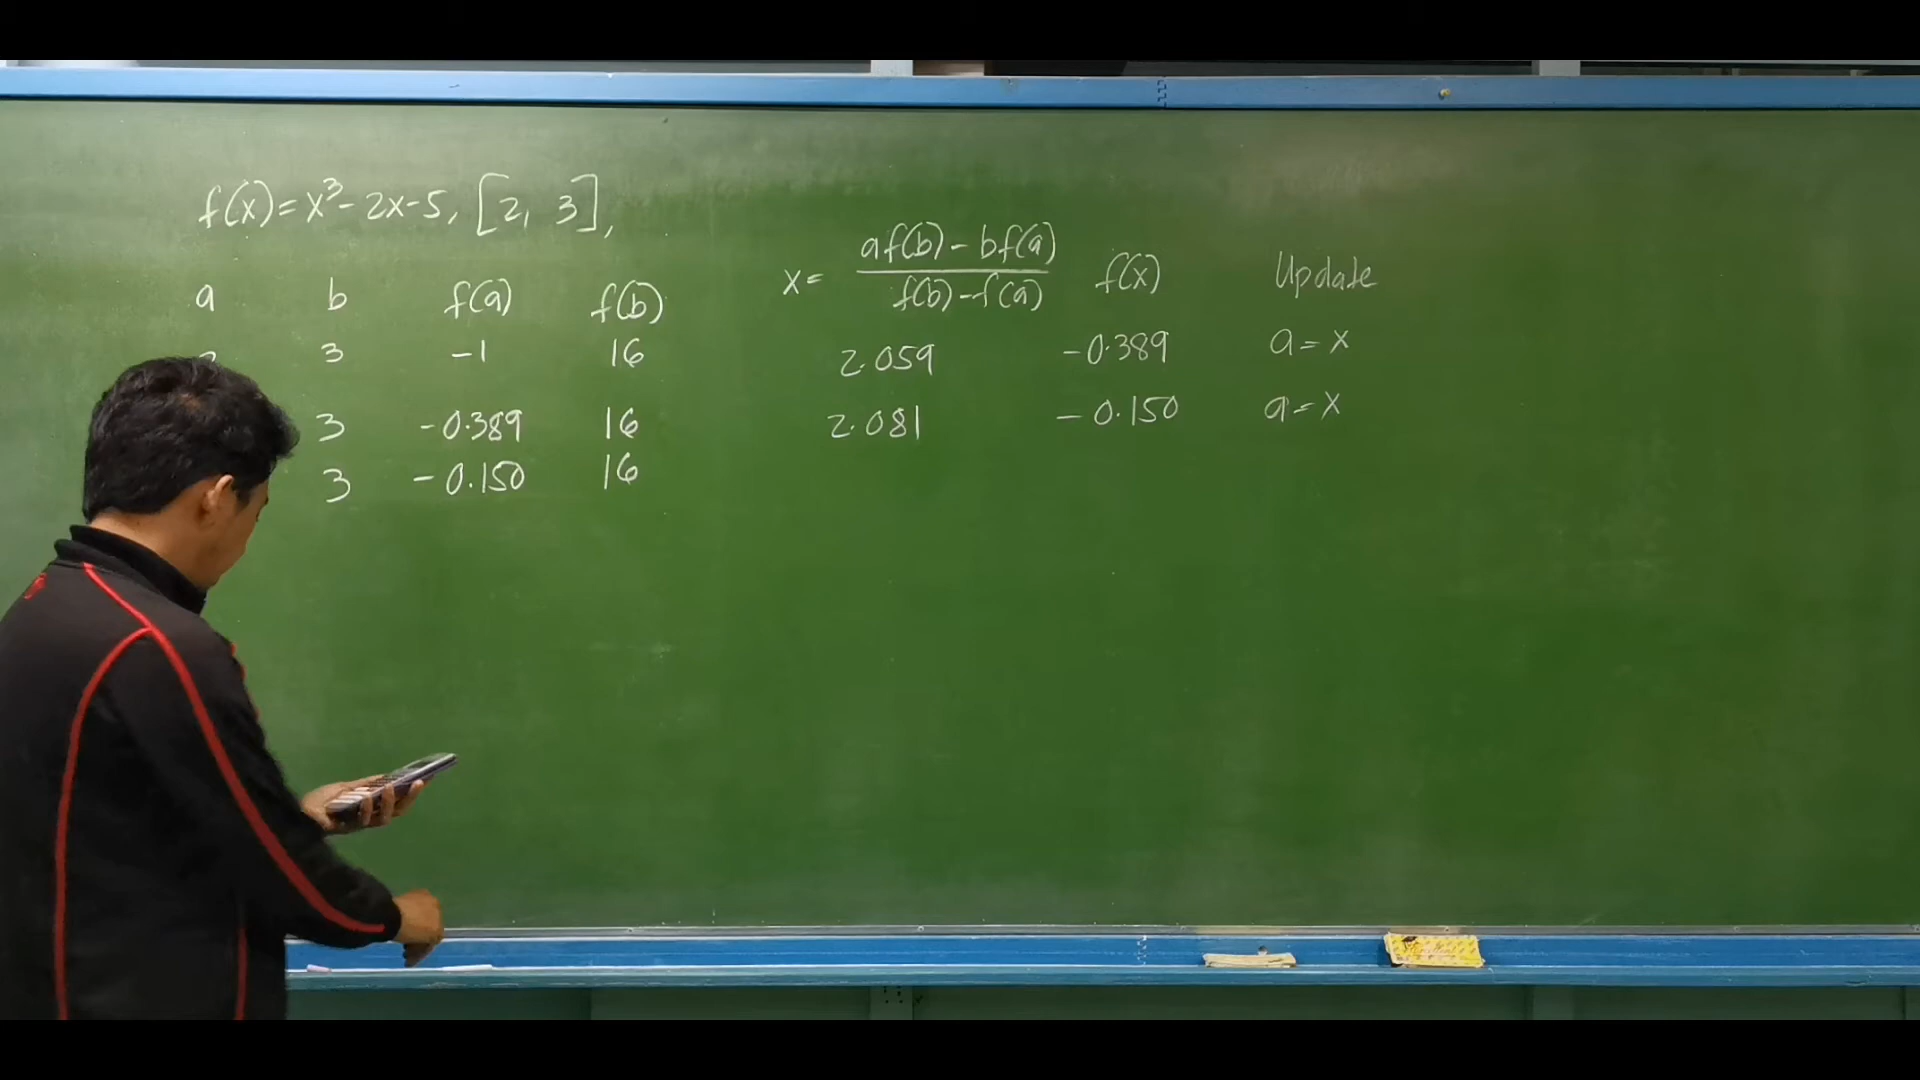 f(x)=x³-2x-5, [2, 3],
a b f(a) f(b) x= af(b)-bf(a) / f(b)-f(a) f(x) Update
3 -1 16 2.059 -0.389 a=x
3 -0.389 16 2.081 -0.150 a=x
3 -0.150 16